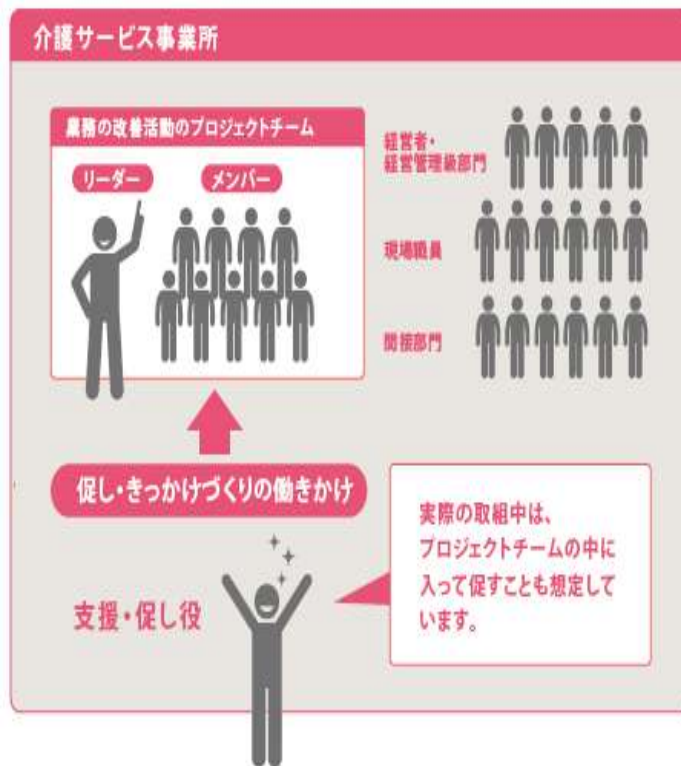 介護サービス事業所
業務の改善活動のプロジェクトチーム
リーダー
メンバー
経営者・
経営管理級部門
現場職員
間接部門
促し・きっかけづくりの働きかけ
支援・促し役
実際の取組中は、
プロジェクトチームの中に
入って促すことも想定して
います。